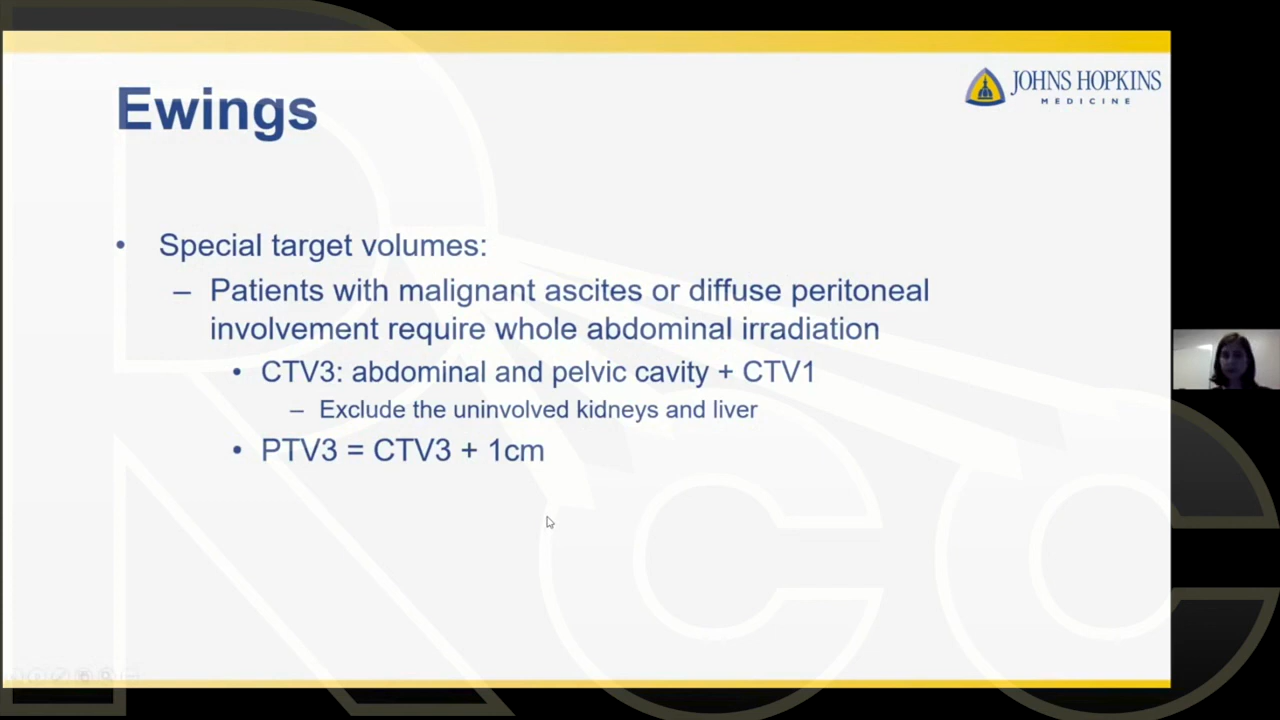 Ewings
JOHNS HOPKINS
MEDICINE
• Special target volumes:
– Patients with malignant ascites or diffuse peritoneal
involvement require whole abdominal irradiation
• CTV3: abdominal and pelvic cavity + CTV1
– Exclude the uninvolved kidneys and liver
• PTV3 = CTV3 + 1cm
Rcc